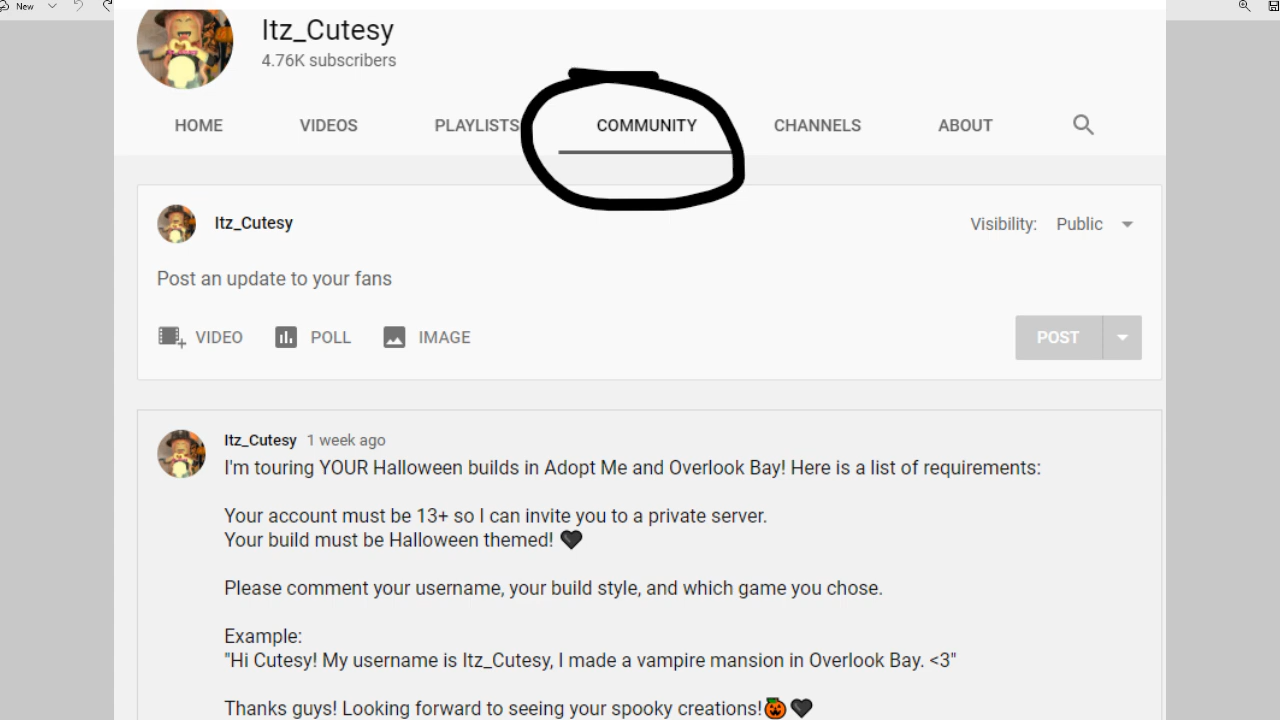 New
Itz_Cutesy
4.76K subscribers
HOME VIDEOS PLAYLISTS COMMUNITY CHANNELS ABOUT
Itz_Cutesy Visibility: Public
Post an update to your fans
VIDEO POLL IMAGE POST
Itz_Cutesy 1 week ago
I'm touring YOUR Halloween builds in Adopt Me and Overlook Bay! Here is a list of requirements:
Your account must be 13+ so I can invite you to a private server.
Your build must be Halloween themed! 🖤
Please comment your username, your build style, and which game you chose.
Example:
"Hi Cutesy! My username is Itz_Cutesy, I made a vampire mansion in Overlook Bay. <3"
Thanks guys! Looking forward to seeing your spooky creations!🎃🖤